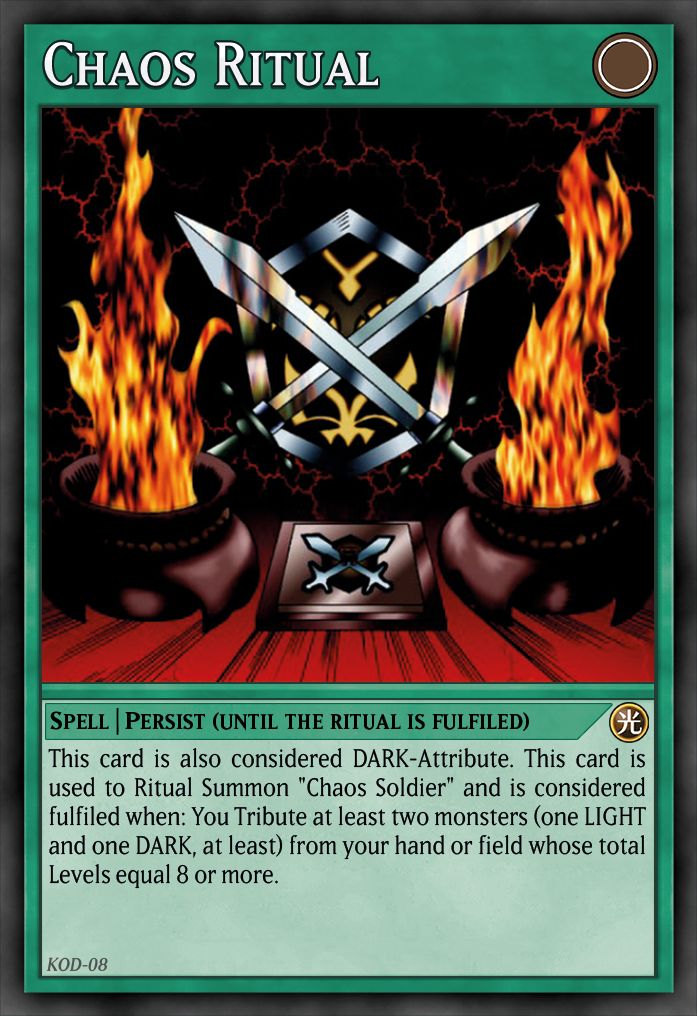 CHAOS RITUAL
SPELL | PERSIST (UNTIL THE RITUAL IS FULFILED)
光
This card is also considered DARK-Attribute. This card is
used to Ritual Summon "Chaos Soldier" and is considered
fulfiled when: You Tribute at least two monsters (one LIGHT
and one DARK, at least) from your hand or field whose total
Levels equal 8 or more.
KOD-08